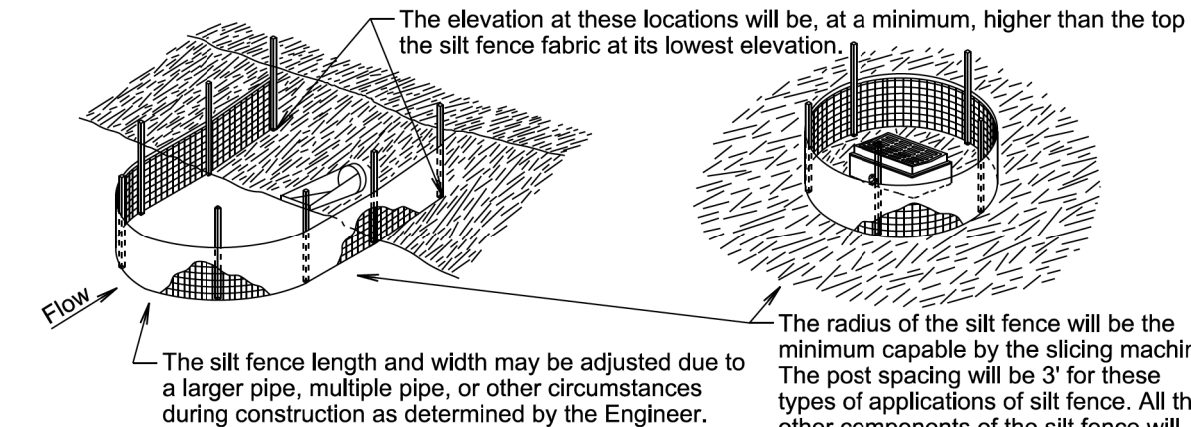 The elevation at these locations will be, at a minimum, higher than the top
the silt fence fabric at its lowest elevation.
Flow
The silt fence length and width may be adjusted due to
a larger pipe, multiple pipe, or other circumstances
during construction as determined by the Engineer.
The radius of the silt fence will be the
minimum capable by the slicing machin
The post spacing will be 3' for these
types of applications of silt fence. All th
other components of the silt fence will